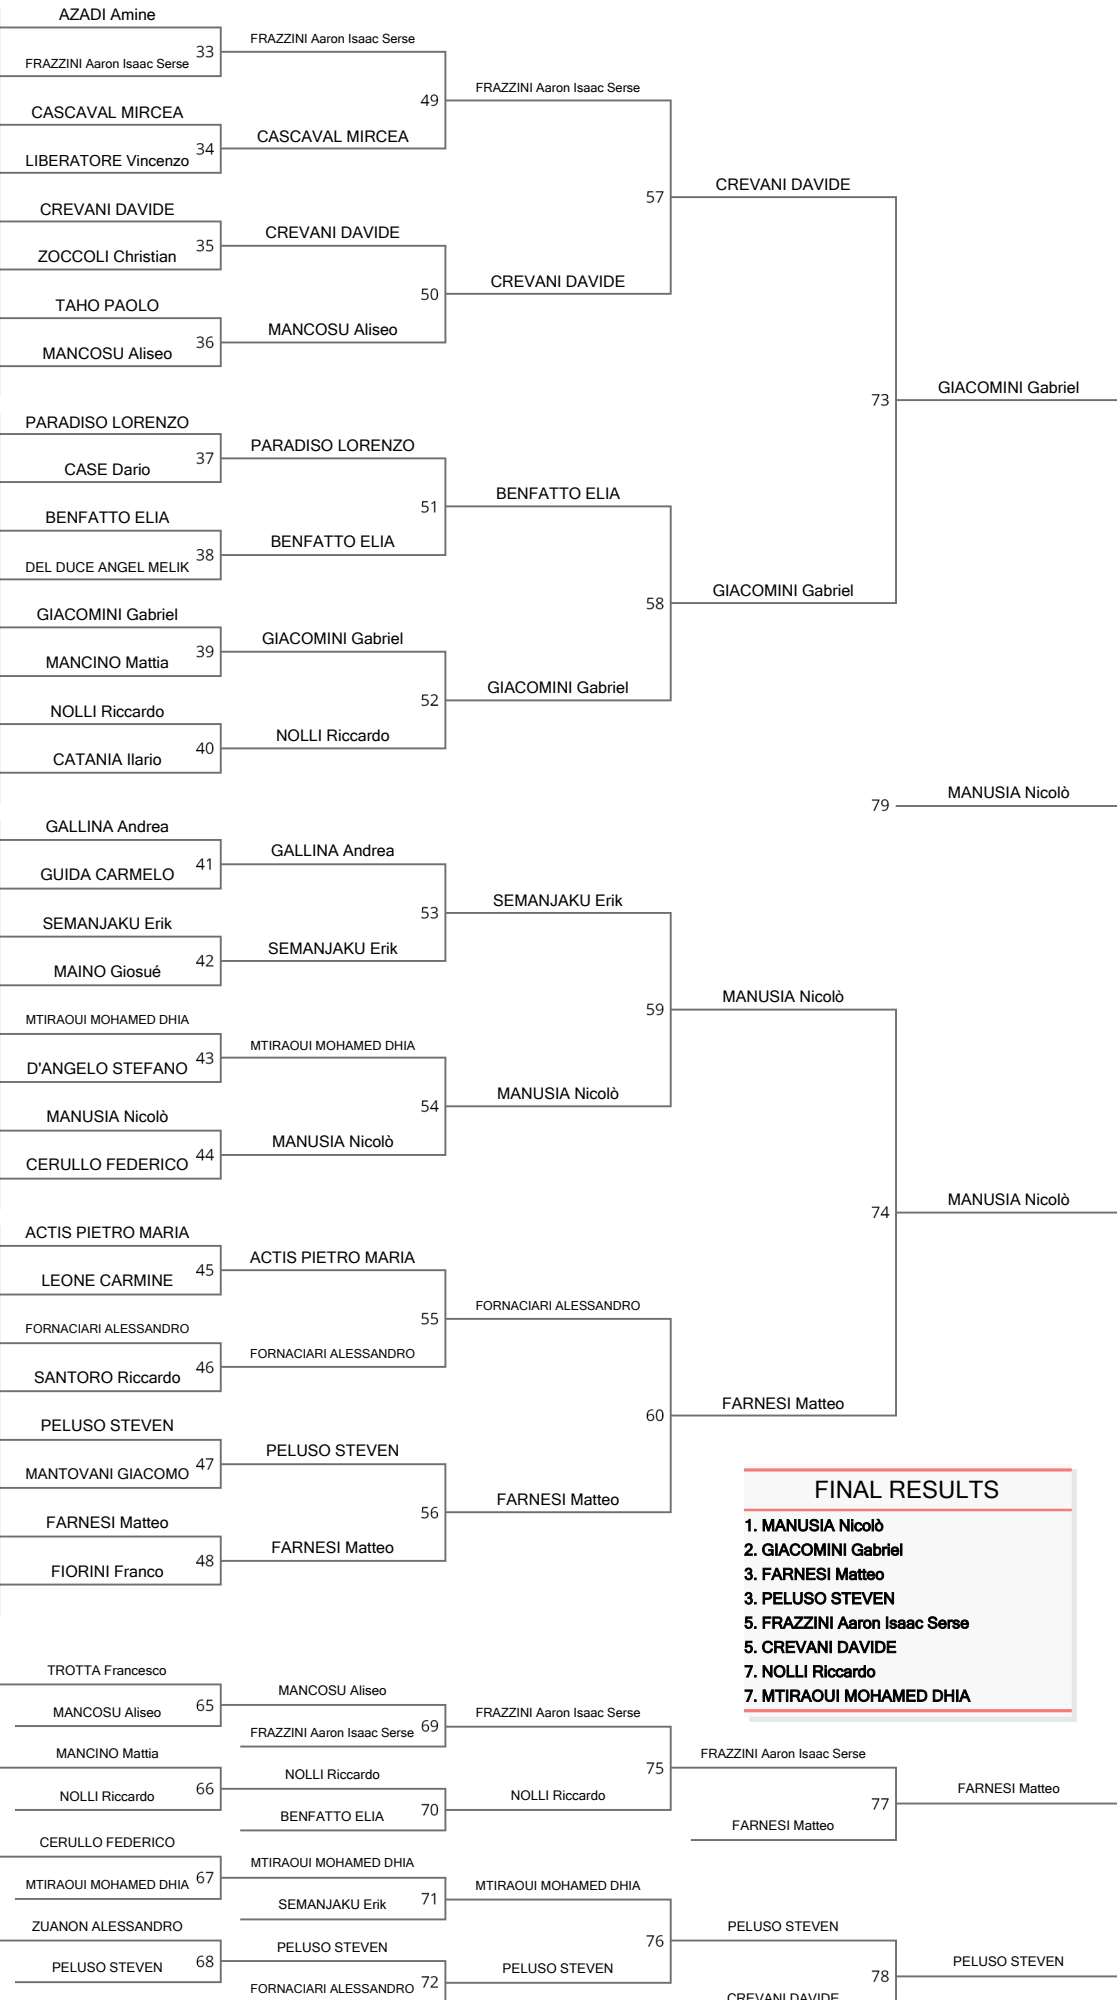 AZADI Amine
33
FRAZZINI Aaron Isaac Serse
FRAZZINI Aaron Isaac Serse
49
FRAZZINI Aaron Isaac Serse
CASCAVAL MIRCEA
34
LIBERATORE Vincenzo
CASCAVAL MIRCEA
57
CREVANI DAVIDE
CREVANI DAVIDE
35
ZOCCOLI Christian
CREVANI DAVIDE
50
CREVANI DAVIDE
TAHO PAOLO
36
MANCOSU Aliseo
MANCOSU Aliseo
73
GIACOMINI Gabriel
PARADISO LORENZO
37
CASE Dario
PARADISO LORENZO
51
BENFATTO ELIA
BENFATTO ELIA
38
DEL DUCE ANGEL MELIK
BENFATTO ELIA
58
GIACOMINI Gabriel
GIACOMINI Gabriel
39
MANCINO Mattia
GIACOMINI Gabriel
52
GIACOMINI Gabriel
NOLLI Riccardo
40
CATANIA Ilario
NOLLI Riccardo
79
MANUSIA Nicolò
GALLINA Andrea
41
GUIDA CARMELO
GALLINA Andrea
53
SEMANJAKU Erik
SEMANJAKU Erik
42
MAINO Giosué
SEMANJAKU Erik
59
MANUSIA Nicolò
MTIRAOUI MOHAMED DHIA
43
D'ANGELO STEFANO
MTIRAOUI MOHAMED DHIA
54
MANUSIA Nicolò
MANUSIA Nicolò
44
CERULLO FEDERICO
MANUSIA Nicolò
74
MANUSIA Nicolò
ACTIS PIETRO MARIA
45
LEONE CARMINE
ACTIS PIETRO MARIA
55
FORNACIARI ALESSANDRO
FORNACIARI ALESSANDRO
46
SANTORO Riccardo
FORNACIARI ALESSANDRO
60
FARNESI Matteo
PELUSO STEVEN
47
MANTOVANI GIACOMO
PELUSO STEVEN
56
FARNESI Matteo
FARNESI Matteo
48
FIORINI Franco
FARNESI Matteo
FINAL RESULTS
1. MANUSIA Nicolò
2. GIACOMINI Gabriel
3. FARNESI Matteo
3. PELUSO STEVEN
5. FRAZZINI Aaron Isaac Serse
5. CREVANI DAVIDE
7. NOLLI Riccardo
7. MTIRAOUI MOHAMED DHIA
TROTTA Francesco
65
MANCOSU Aliseo
MANCOSU Aliseo
69
FRAZZINI Aaron Isaac Serse
FRAZZINI Aaron Isaac Serse
MANCINO Mattia
66
NOLLI Riccardo
NOLLI Riccardo
70
BENFATTO ELIA
NOLLI Riccardo
75
FRAZZINI Aaron Isaac Serse
77
FARNESI Matteo
FARNESI Matteo
CERULLO FEDERICO
67
MTIRAOUI MOHAMED DHIA
MTIRAOUI MOHAMED DHIA
71
SEMANJAKU Erik
MTIRAOUI MOHAMED DHIA
ZUANON ALESSANDRO
68
PELUSO STEVEN
PELUSO STEVEN
72
FORNACIARI ALESSANDRO
PELUSO STEVEN
76
PELUSO STEVEN
78
CREVANI DAVIDE
PELUSO STEVEN